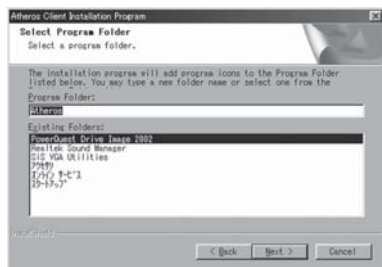 Atheros Client Installation Program
Select Program Folder
Select a program folder.
The installation program will add program icons to the Program Folder
listed below. You may type a new folder name or select one from the
Program Folder:
Atheros
Existing Folders:
PowerQuest Drive Image 2002
Realtek Sound Manager
SiS VGA Utilities
アクセサリ
オンライン サービス
スタートアップ
InstallShield
< Back
Next >
Cancel